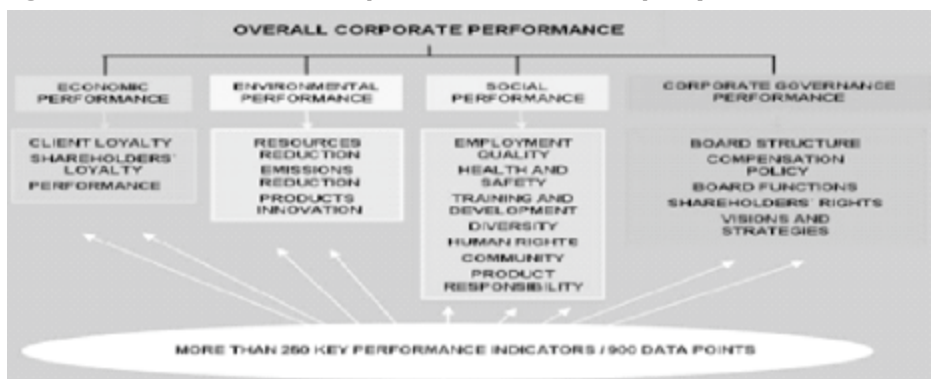 OVERALL CORPORATE PERFORMANCE
ECONOMIC
PERFORMANCE
ENVIRONMENTAL
PERFORMANCE
SOCIAL
PERFORMANCE
CORPORATE GOVERNANCE
PERFORMANCE
CLIENT LOYALTY
SHAREHOLDERS'
LOYALTY
PERFORMANCE
RESOURCES
REDUCTION
EMISSIONS
REDUCTION
PRODUCTS
INNOVATION
EMPLOYMENT
QUALITY
HEALTH AND
SAFETY
TRAINING AND
DEVELOPMENT
DIVERSITY
HUMAN RIGHTS
COMMUNITY
PRODUCT
RESPONSIBILITY
BOARD STRUCTURE
COMPENSATION
POLICY
BOARD FUNCTIONS
SHAREHOLDERS' RIGHTS
VISIONS AND
STRATEGIES
MORE THAN 250 KEY PERFORMANCE INDICATORS / 900 DATA POINTS